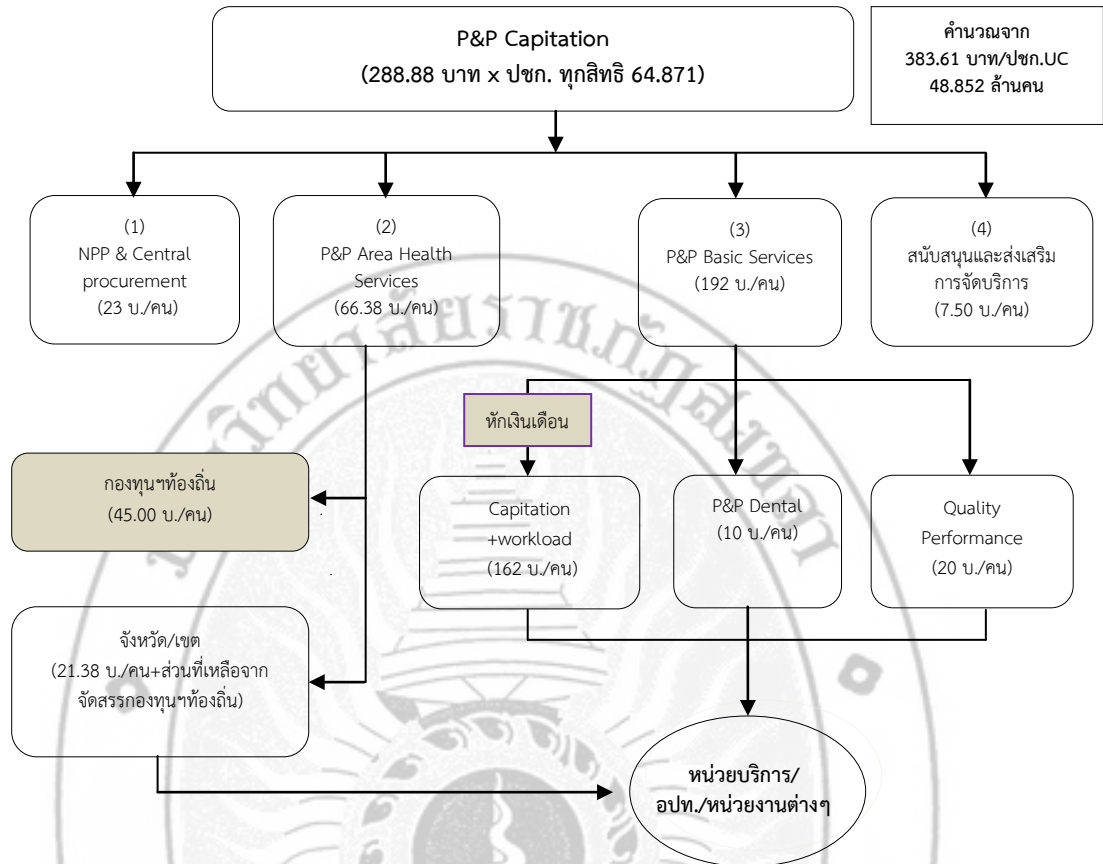 P&P Capitation
(288.88 บาท x ปชก. ทุกสิทธิ 64.871)
คำนวณจาก
383.61 บาท/ปชก.UC
48.852 ล้านคน
(1)
NPP & Central
procurement
(23 บ./คน)
(2)
P&P Area Health
Services
(66.38 บ./คน)
(3)
P&P Basic Services
(192 บ./คน)
(4)
สนับสนุนและส่งเสริม
การจัดบริการ
(7.50 บ./คน)
หักเงินเดือน
กองทุนฯท้องถิ่น
(45.00 บ./คน)
Capitation
+workload
(162 บ./คน)
P&P Dental
(10 บ./คน)
Quality
Performance
(20 บ./คน)
จังหวัด/เขต
(21.38 บ./คน+ส่วนที่เหลือจาก
จัดสรรกองทุนฯท้องถิ่น)
หน่วยบริการ/
อปท./หน่วยงานต่างๆ